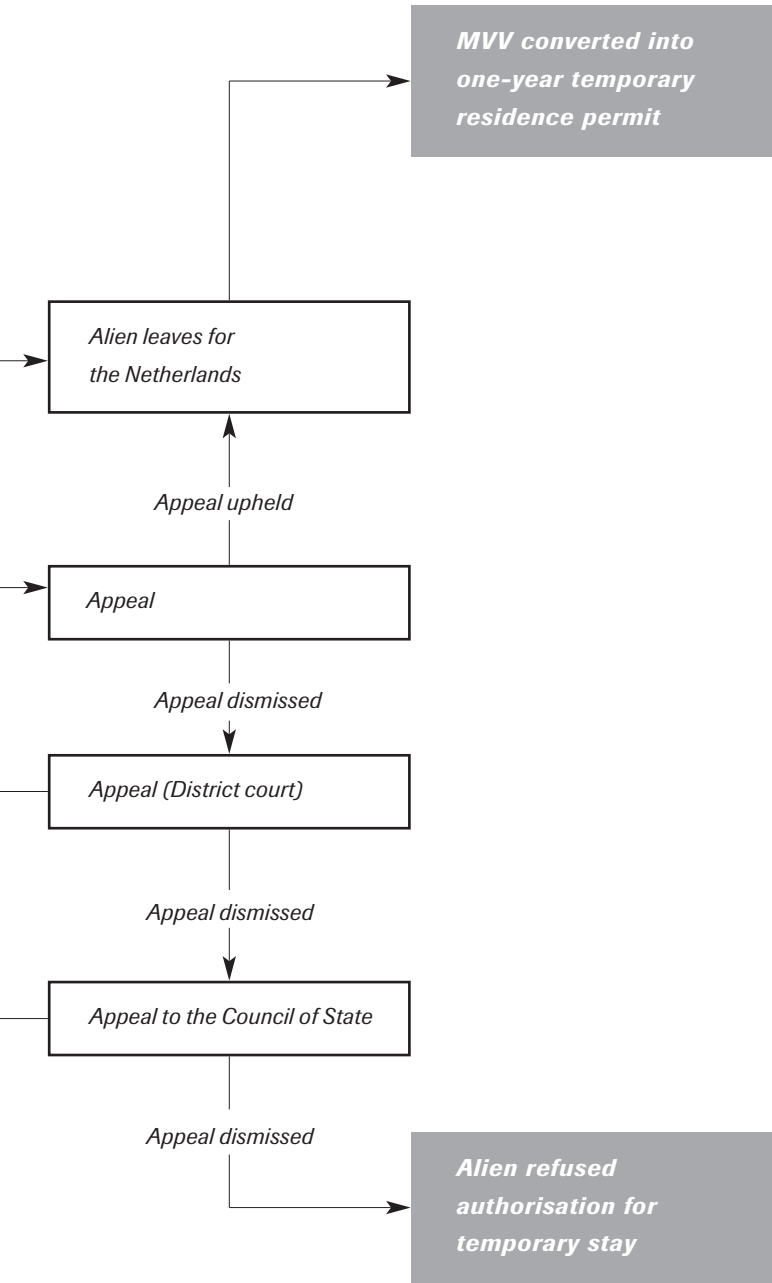 MVV converted into
one-year temporary
residence permit
Alien leaves for
the Netherlands
Appeal upheld
Appeal
Appeal dismissed
Appeal (District court)
Appeal dismissed
Appeal to the Council of State
Appeal dismissed
Alien refused
authorisation for
temporary stay